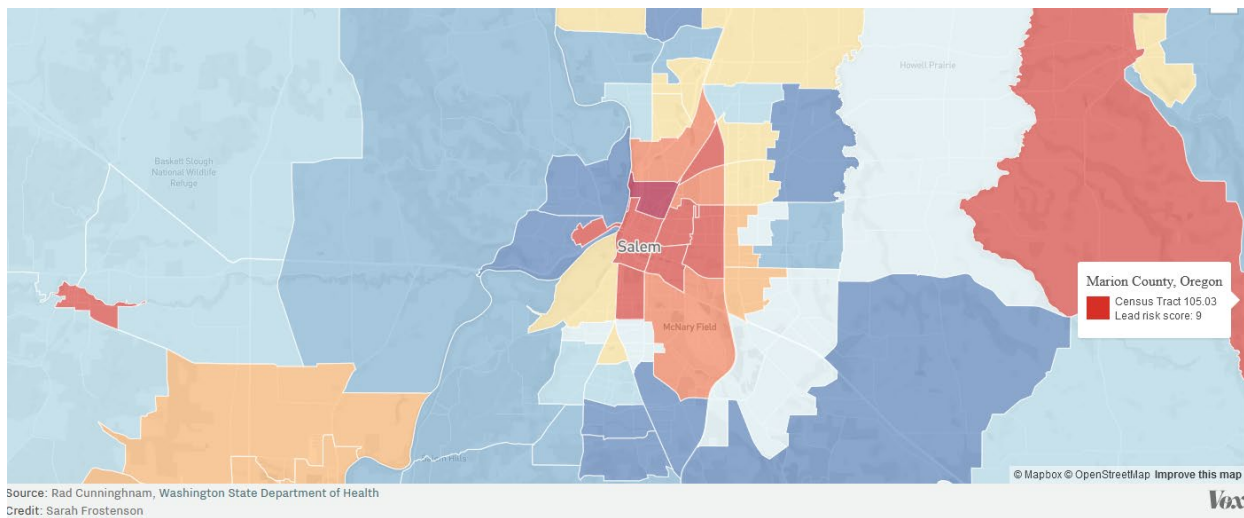 Howell Prairie
Baskett Slough
National Wildlife
Refuge
Salem
Marion County, Oregon
Census Tract 105.03
Lead risk score: 9
McNary Field
© Mapbox © OpenStreetMap Improve this map
Source: Rad Cunninghnam, Washington State Department of Health
Credit: Sarah Frostenson
Vox